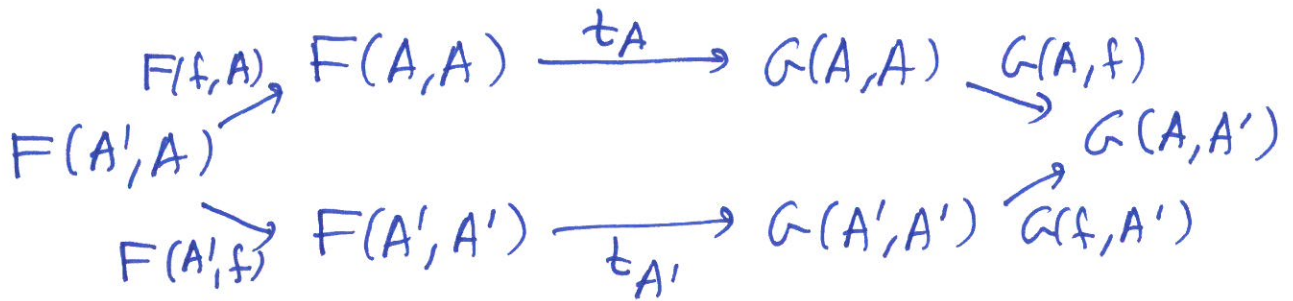 F(f,A) F(A,A) t_A G(A,A) G(A,f)
F(A',A) G(A,A')
F(A',f) F(A',A') t_A' G(A',A') G(f,A')